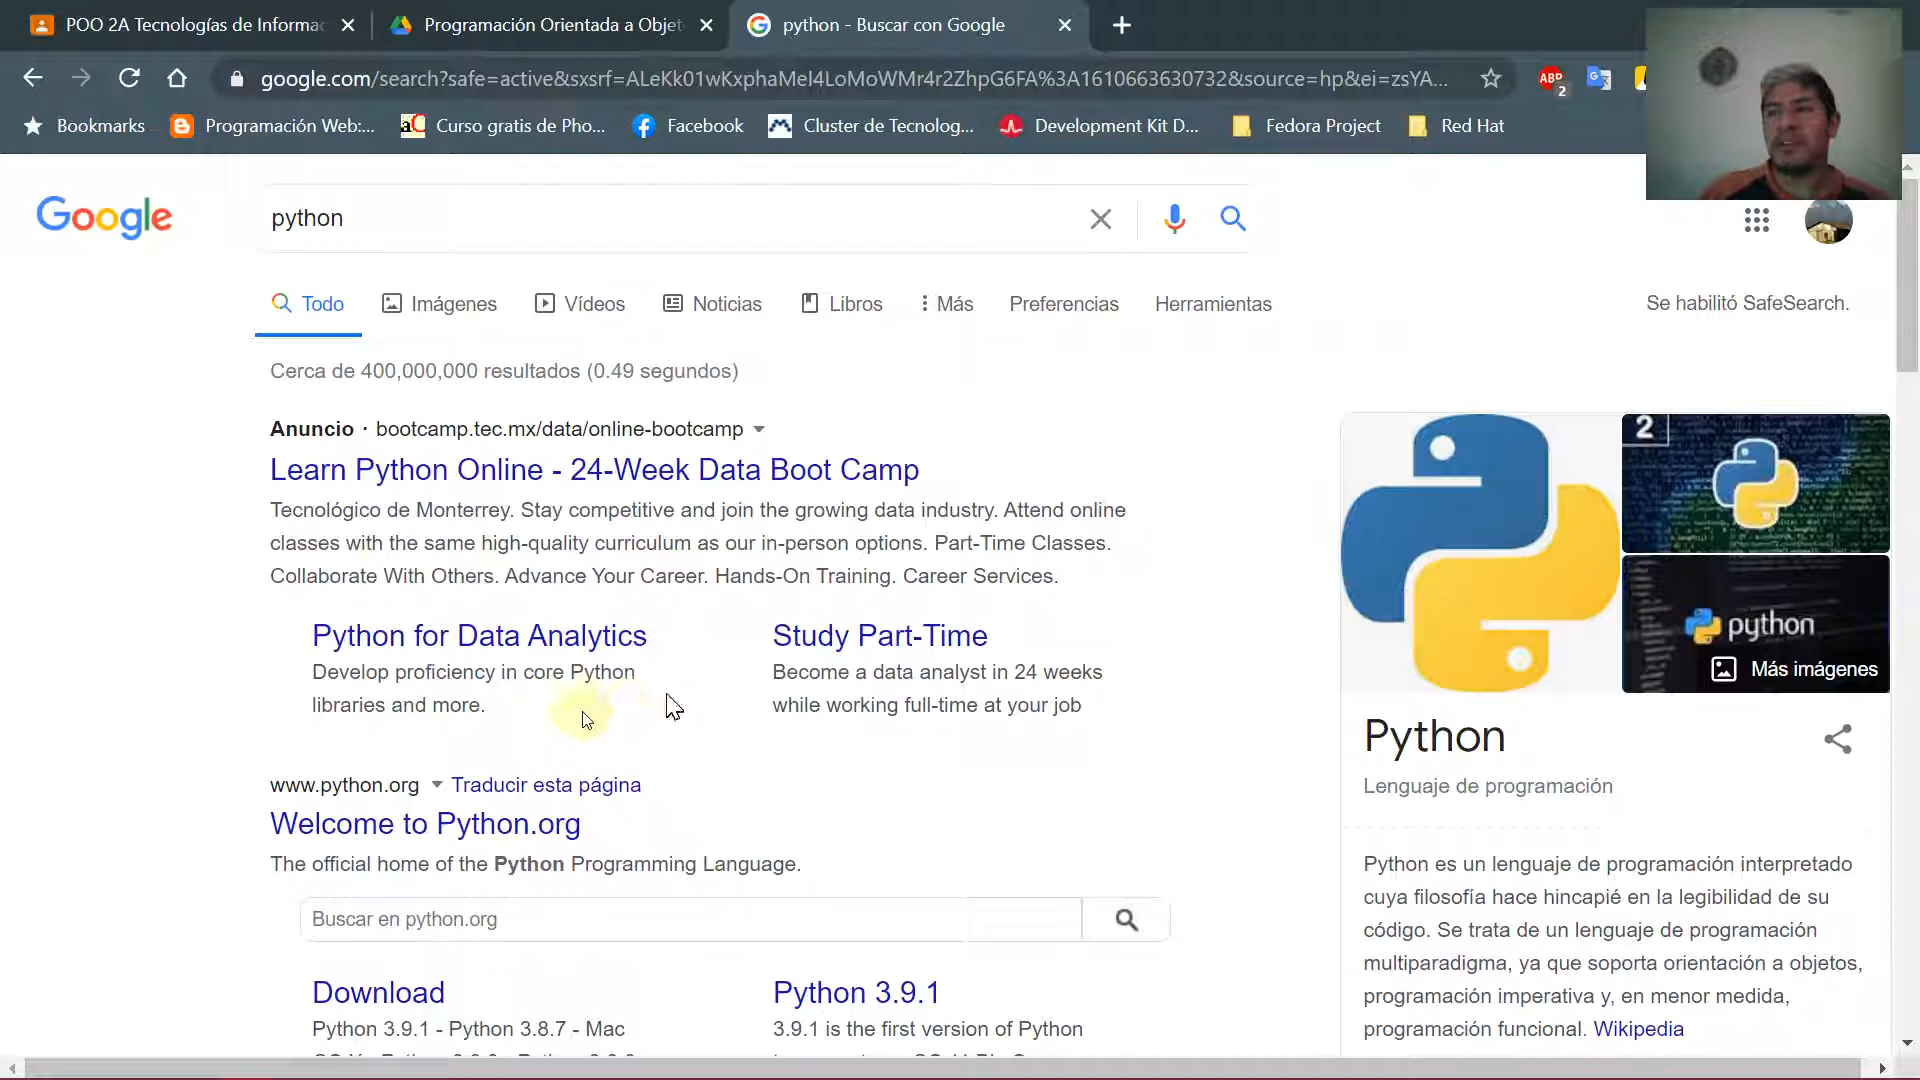 POO 2A Tecnologías de Informac
Programación Orientada a Objeto
python - Buscar con Google
google.com/search?safe=active&sxsrf=ALeKk01wKxphaMel4LoMoWMr4r2ZhpG6FA%3A1610663630732&source=hp&ei=zsYA...
ABP
2
Bookmarks
Programación Web:...
Curso gratis de Pho...
Facebook
Cluster de Tecnolog...
Development Kit D...
Fedora Project
Red Hat
Google
python
Todo
Imágenes
Vídeos
Noticias
Libros
Más
Preferencias
Herramientas
Se habilitó SafeSearch.
Cerca de 400,000,000 resultados (0.49 segundos)
Anuncio · bootcamp.tec.mx/data/online-bootcamp
Learn Python Online - 24-Week Data Boot Camp
Tecnológico de Monterrey. Stay competitive and join the growing data industry. Attend online
classes with the same high-quality curriculum as our in-person options. Part-Time Classes.
Collaborate With Others. Advance Your Career. Hands-On Training. Career Services.
Python for Data Analytics
Develop proficiency in core Python
libraries and more.
Study Part-Time
Become a data analyst in 24 weeks
while working full-time at your job
www.python.org
Traducir esta página
Welcome to Python.org
The official home of the Python Programming Language.
Buscar en python.org
Download
Python 3.9.1 - Python 3.8.7 - Mac
Python 3.9.1
3.9.1 is the first version of Python
2
python
Más imágenes
Python
Lenguaje de programación
Python es un lenguaje de programación interpretado
cuya filosofía hace hincapié en la legibilidad de su
código. Se trata de un lenguaje de programación
multiparadigma, ya que soporta orientación a objetos,
programación imperativa y, en menor medida,
programación funcional. Wikipedia